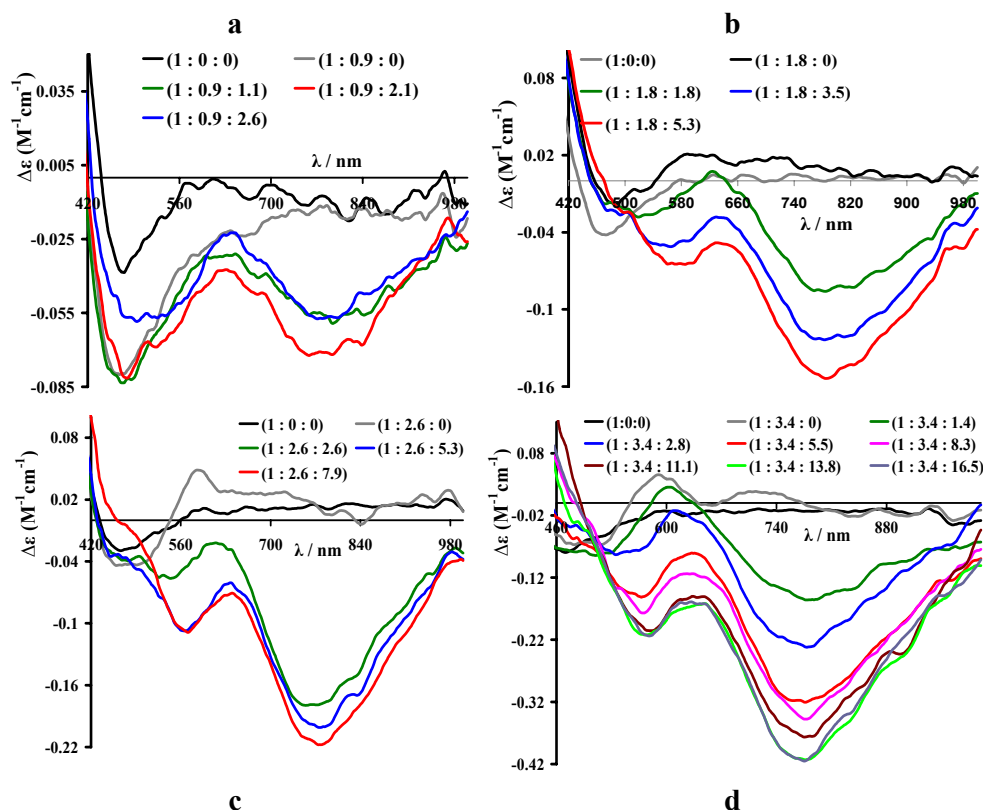 a
b
(1 : 0 : 0)
(1 : 0.9 : 0)
(1 : 0.9 : 1.1)
(1 : 0.9 : 2.1)
(1 : 0.9 : 2.6)
λ / nm
Δε (M⁻¹cm⁻¹)
0.035
0.005
-0.025
-0.055
-0.085
420 560 700 840 980
(1:0:0)
(1 : 1.8 : 0)
(1 : 1.8 : 1.8)
(1 : 1.8 : 3.5)
(1 : 1.8 : 5.3)
λ / nm
Δε (M⁻¹cm⁻¹)
0.08
0.02
-0.04
-0.1
-0.16
420 500 580 660 740 820 900 980
(1 : 0 : 0)
(1 : 2.6 : 0)
(1 : 2.6 : 2.6)
(1 : 2.6 : 5.3)
(1 : 2.6 : 7.9)
λ / nm
Δε (M⁻¹cm⁻¹)
0.08
0.02
-0.04
-0.1
-0.16
-0.22
420 560 700 840 980
(1:0:0)
(1 : 3.4 : 0)
(1 : 3.4 : 1.4)
(1 : 3.4 : 2.8)
(1 : 3.4 : 5.5)
(1 : 3.4 : 8.3)
(1 : 3.4 : 11.1)
(1 : 3.4 : 13.8)
(1 : 3.4 : 16.5)
λ / nm
Δε (M⁻¹cm⁻¹)
0.08
-0.02
-0.12
-0.22
-0.32
-0.42
460 600 740 880
c
d